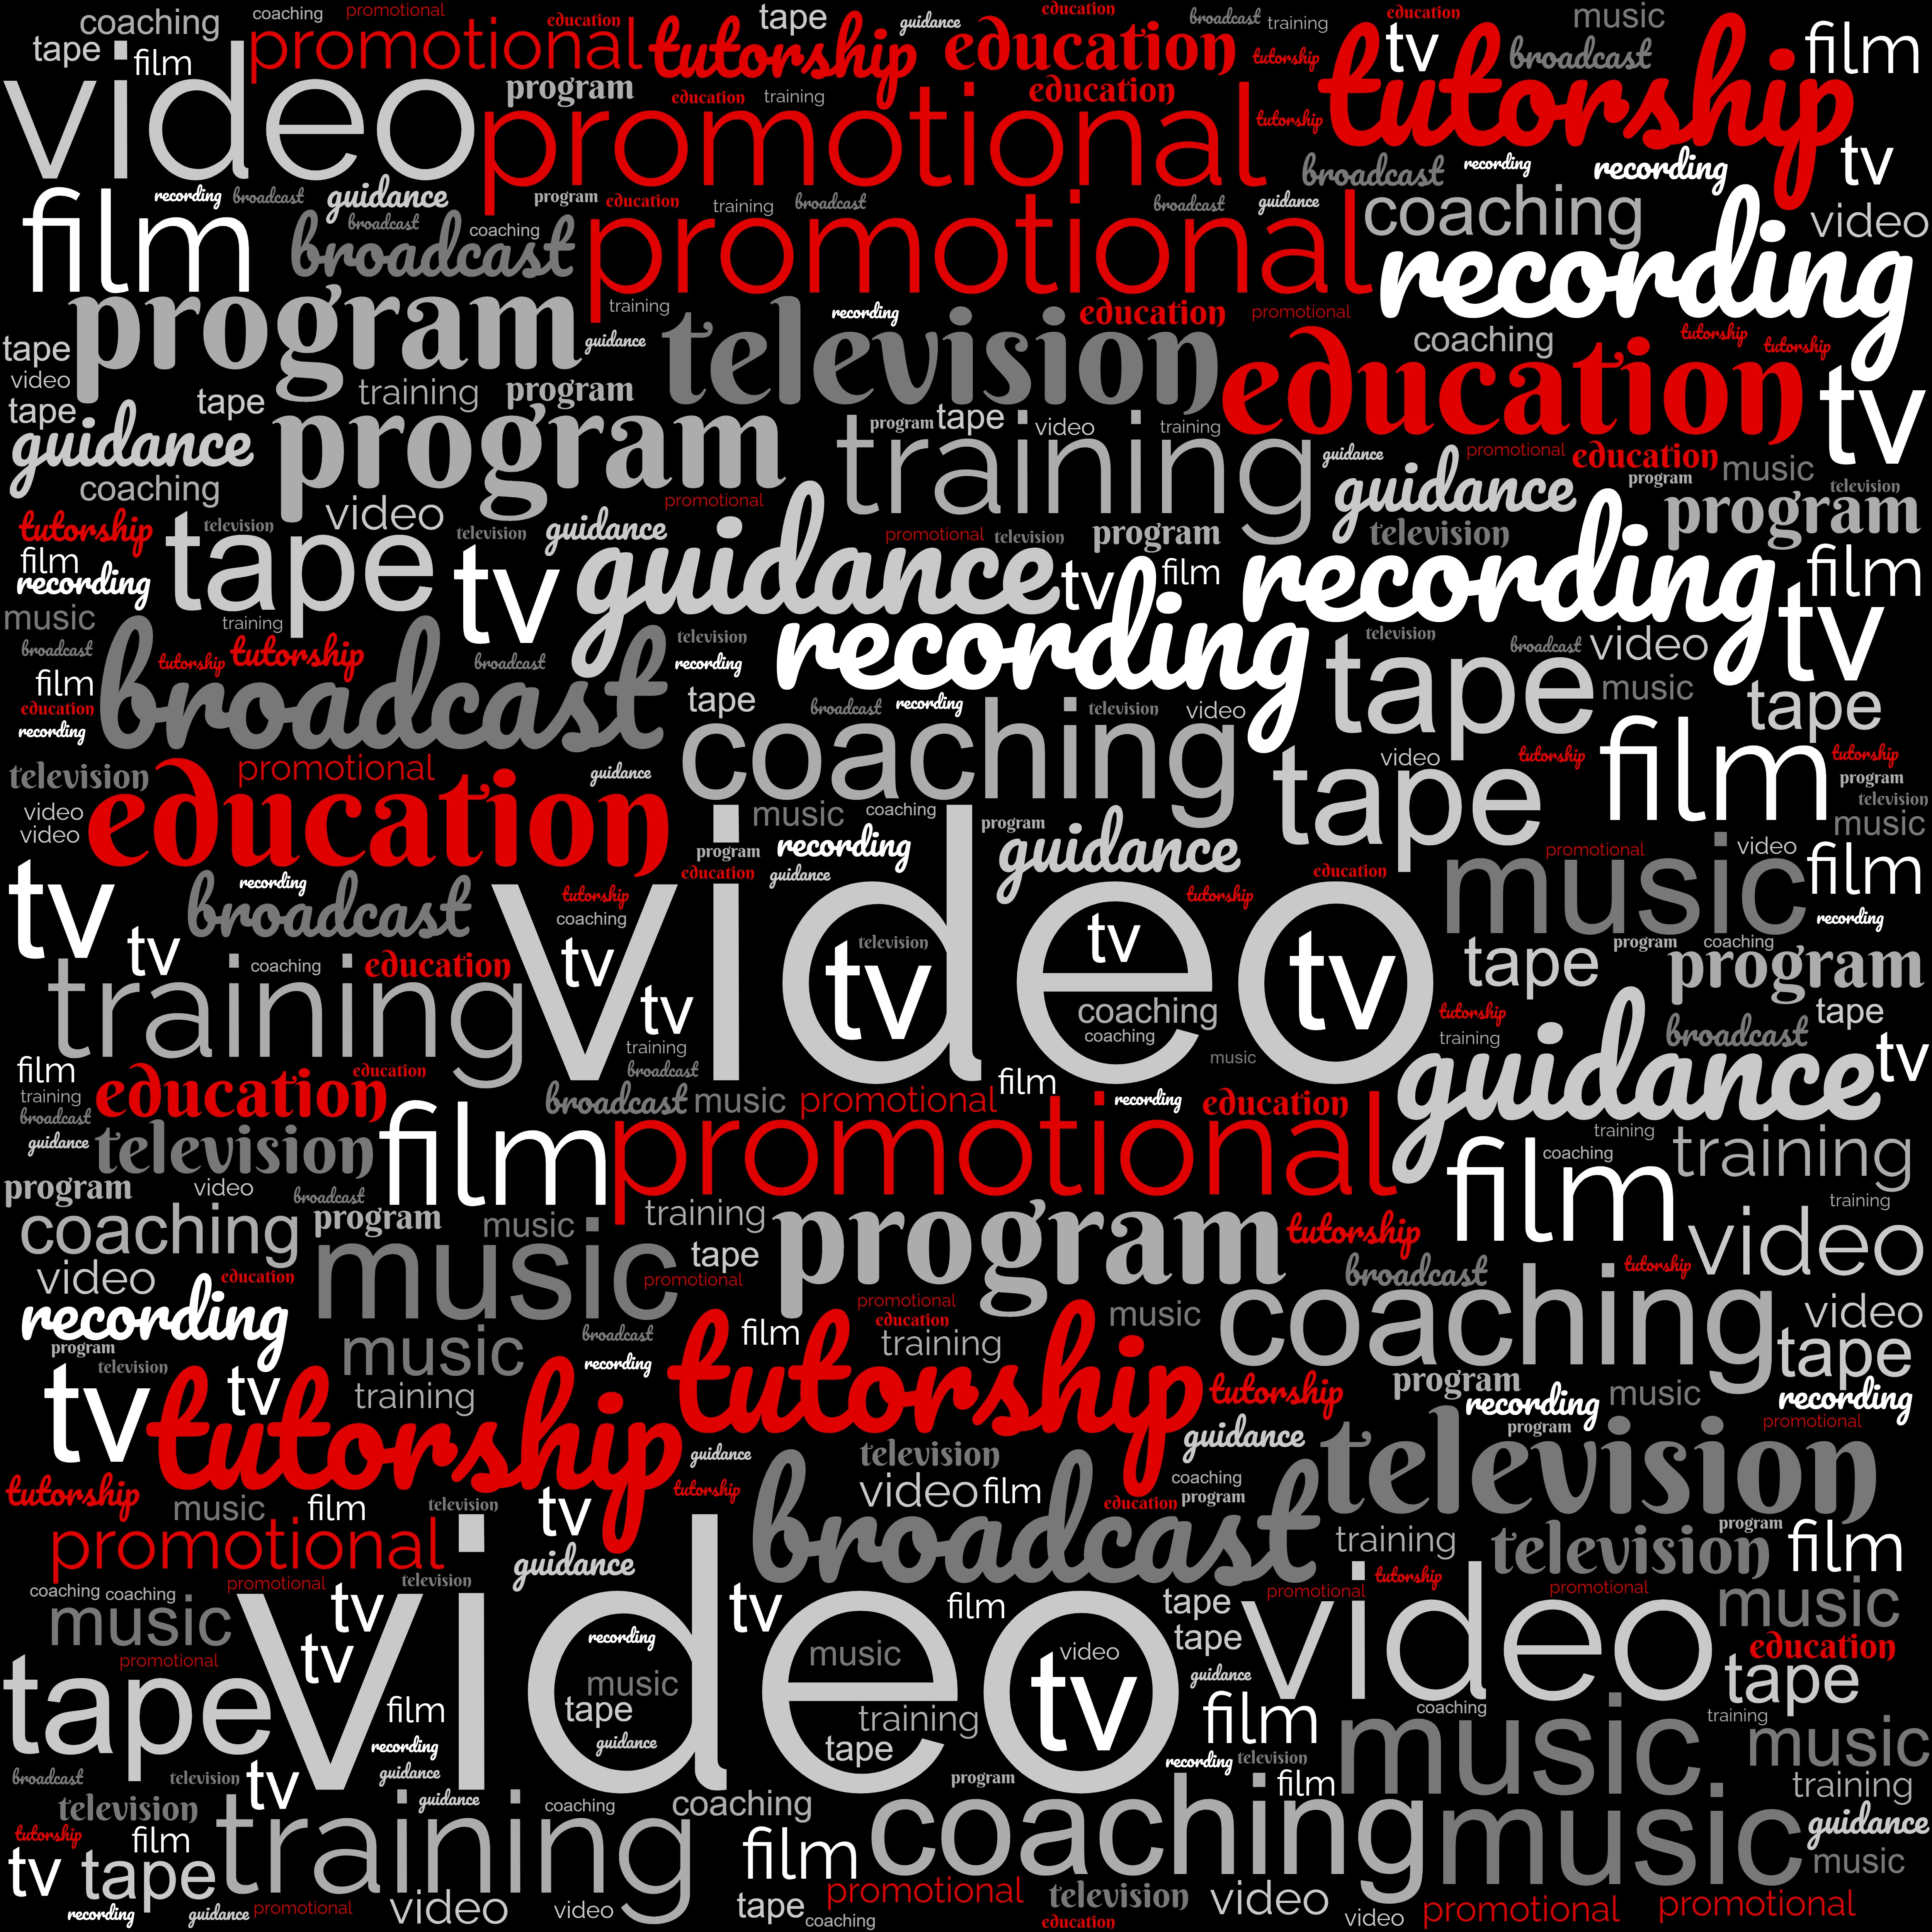 coaching coaching promotional education tape guidance education broadcast training education music
tape film promotional tutorship education tutorship tv broadcast tutorship film
video program education training education
promotional tutorship
broadcast recording recording tv
film recording broadcast guidance program education training broadcast broadcast guidance coaching recording video
broadcast broadcast coaching promotional
program training television recording education promotional
tape guidance coaching education tutorship tutorship
video training program tv
tape tape guidance program training program tape video training
coaching guidance promotional education music
video promotional guidance program television program
tutorship tape television television guidance guidance promotional television program television recording
film recording tv tv film film tv
music training recording
broadcast broadcast tutorship tutorship broadcast television recording tape television broadcast video
film tape broadcast recording television video music tape
education coaching film
recording
television promotional guidance tape video tutorship tutorship program
video education music coaching video program television
video program recording program guidance music promotional video music
education guidance education film
tv broadcast recording tutorship tutorship recording
tv coaching tv television tv tv tape program coaching program
training coaching education tv coaching tape
coaching tutorship broadcast
training music training guidance tv
film broadcast film
training education education
broadcast broadcast music promotional recording education
guidance television film promotional film training training
program video broadcast coaching training
coaching program music training program tutorship video
music tape broadcast tutorship
video education promotional coaching
recording promotional music video
music broadcast film education training tape
program television recording tutorship
tv tv training tutorship tutorship program recording music recording
tutorship guidance guidance television program promotional
television coaching
tutorship tutorship video film broadcast education program
music film television tv
promotional video guidance training television program film
coaching coaching promotional television tutorship promotional
music tv tv film tape video music
tv recording music tv video tape education
promotional music guidance tape
tape film tape training film coaching training
recording guidance tape recording television music. music
broadcast television tv guidance program film training
television training guidance coaching coaching coaching music guidance
tutorship film film music
tv tape
recording guidance promotional video video tape promotional television video promotional promotional
coaching education video